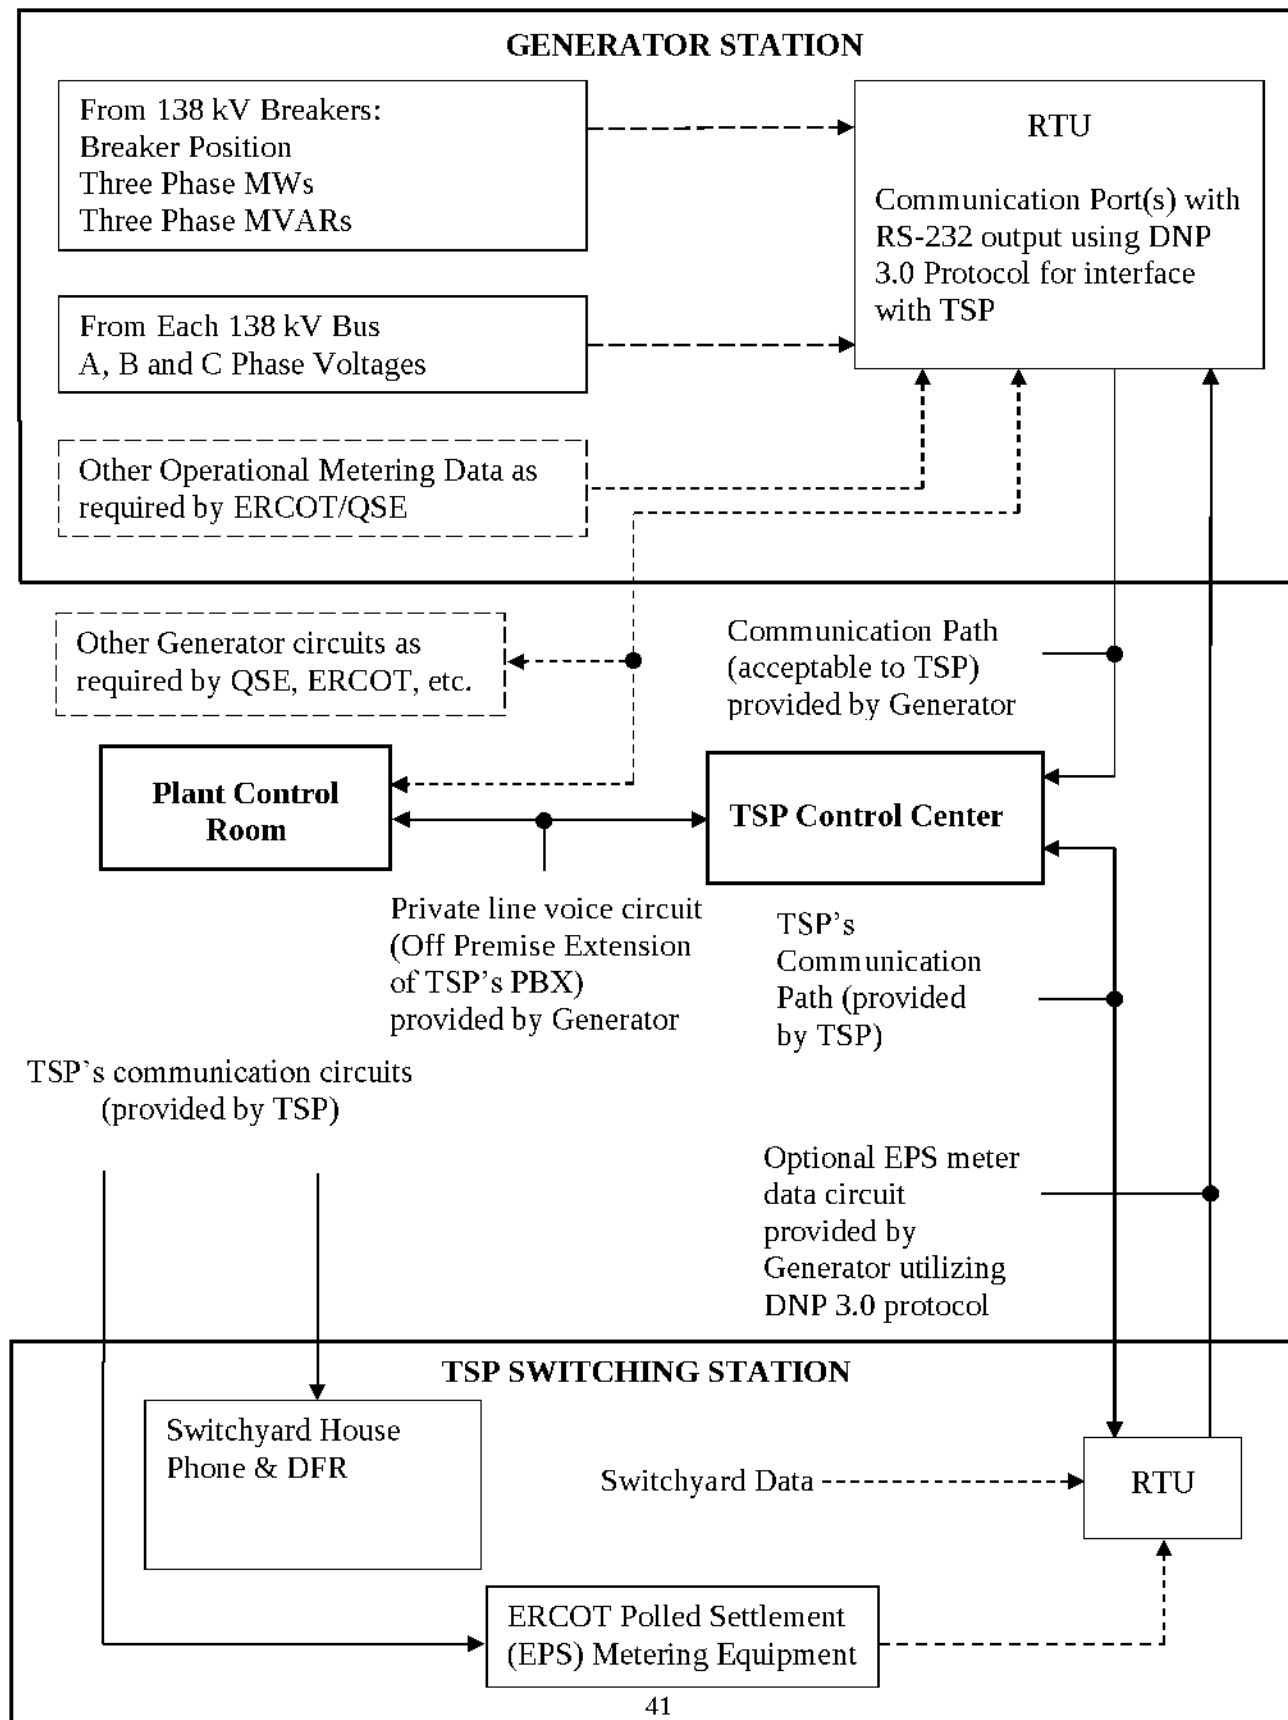 GENERATOR STATION
From 138 kV Breakers:
Breaker Position
Three Phase MWs
Three Phase MVARs
RTU
Communication Port(s) with
RS-232 output using DNP
3.0 Protocol for interface
with TSP
From Each 138 kV Bus
A, B and C Phase Voltages
Other Operational Metering Data as
required by ERCOT/QSE
Other Generator circuits as
required by QSE, ERCOT, etc.
Communication Path
(acceptable to TSP)
provided by Generator
Plant Control
Room
TSP Control Center
Private line voice circuit
(Off Premise Extension
of TSP’s PBX)
provided by Generator
TSP’s
Communication
Path (provided
by TSP)
TSP’s communication circuits
(provided by TSP)
Optional EPS meter
data circuit
provided by
Generator utilizing
DNP 3.0 protocol
TSP SWITCHING STATION
Switchyard House
Phone & DFR
Switchyard Data
RTU
ERCOT Polled Settlement
(EPS) Metering Equipment
41